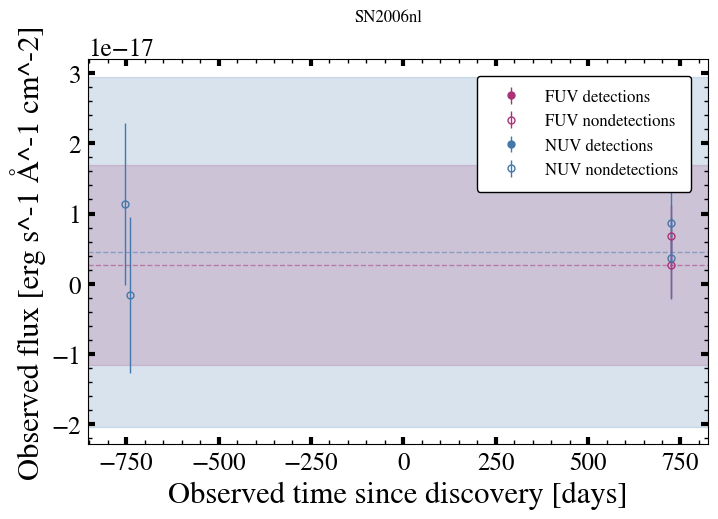 SN2006nl
1e−17
Observed flux [erg s^-1 Å^-1 cm^-2]
3
2
1
0
−1
−2
FUV detections
FUV nondetections
NUV detections
NUV nondetections
−750 −500 −250 0 250 500 750
Observed time since discovery [days]